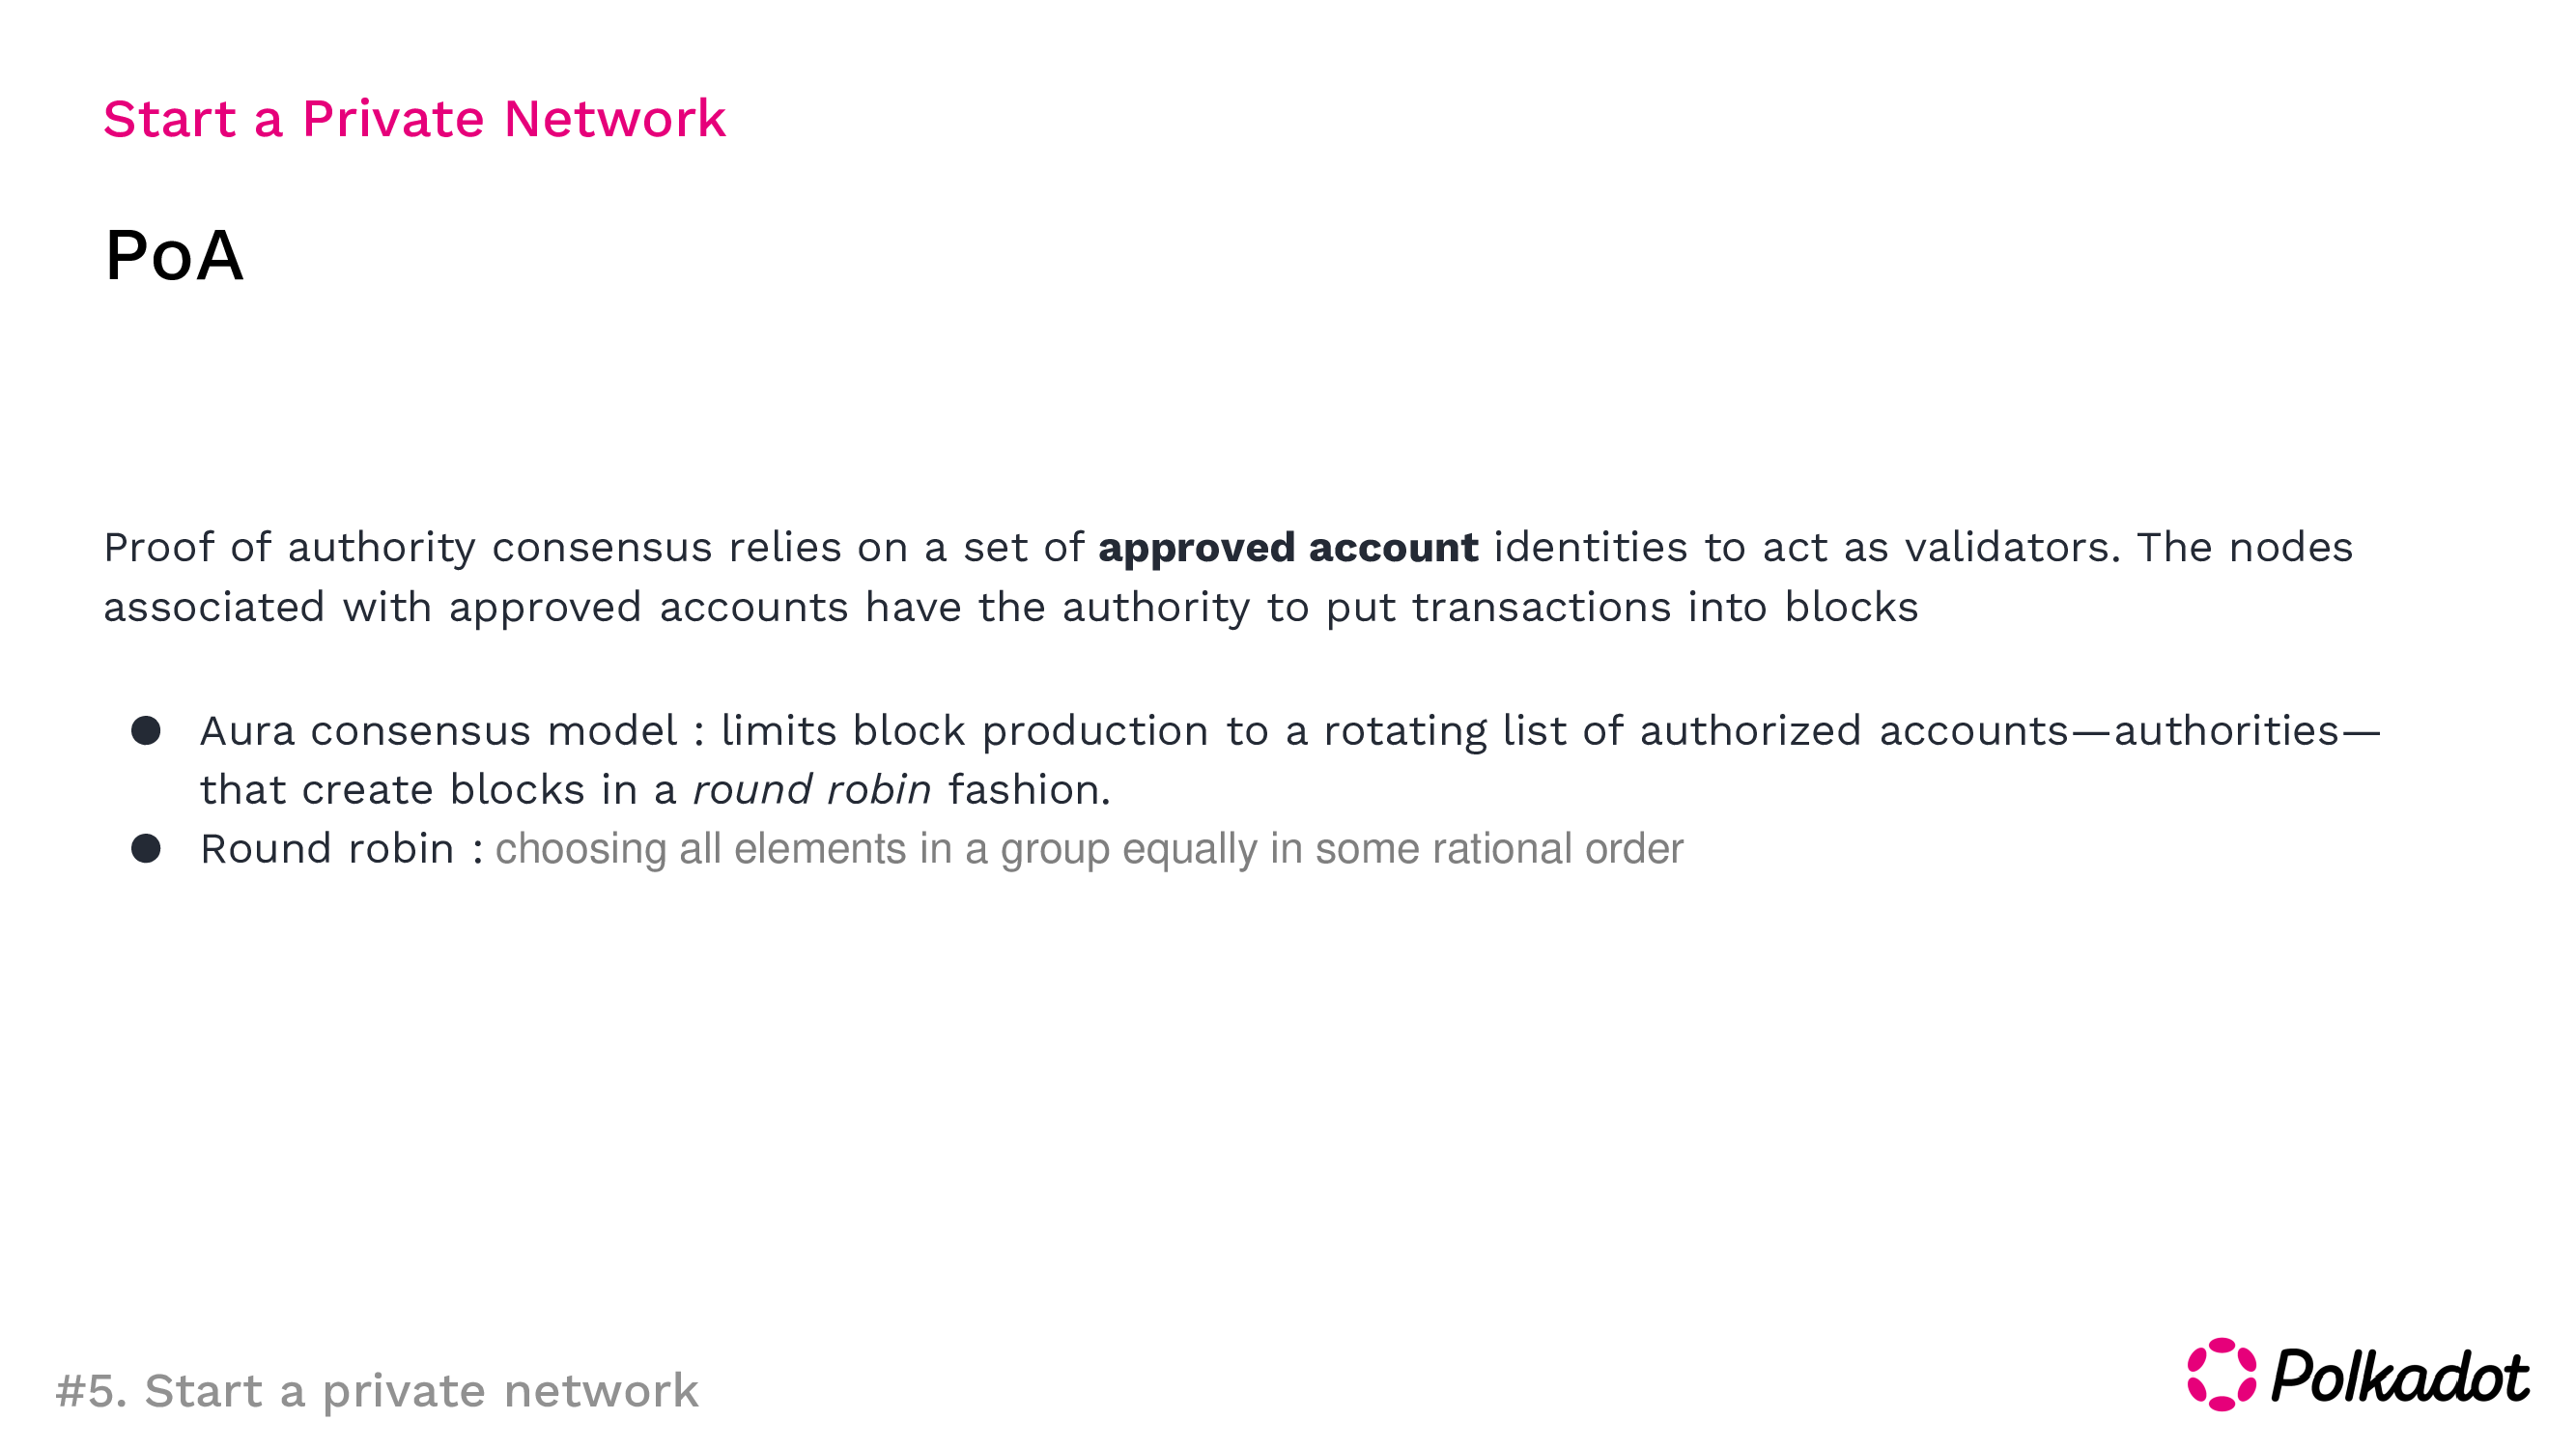 Start a Private Network
PoA
Proof of authority consensus relies on a set of approved account identities to act as validators. The nodes
associated with approved accounts have the authority to put transactions into blocks
● Aura consensus model : limits block production to a rotating list of authorized accounts—authorities—
that create blocks in a round robin fashion.
● Round robin : choosing all elements in a group equally in some rational order
#5. Start a private network
Polkadot